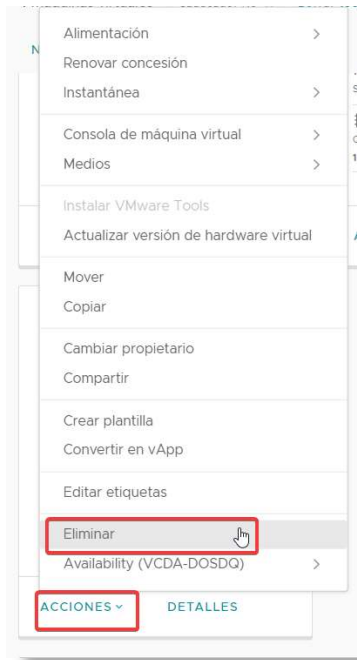 Alimentación
Renovar concesión
Instantánea
Consola de máquina virtual
Medios
Instalar VMware Tools
Actualizar versión de hardware virtual
Mover
Copiar
Cambiar propietario
Compartir
Crear plantilla
Convertir en vApp
Editar etiquetas
Eliminar
Availability (VCDA-DOSDQ)
ACCIONES
DETALLES